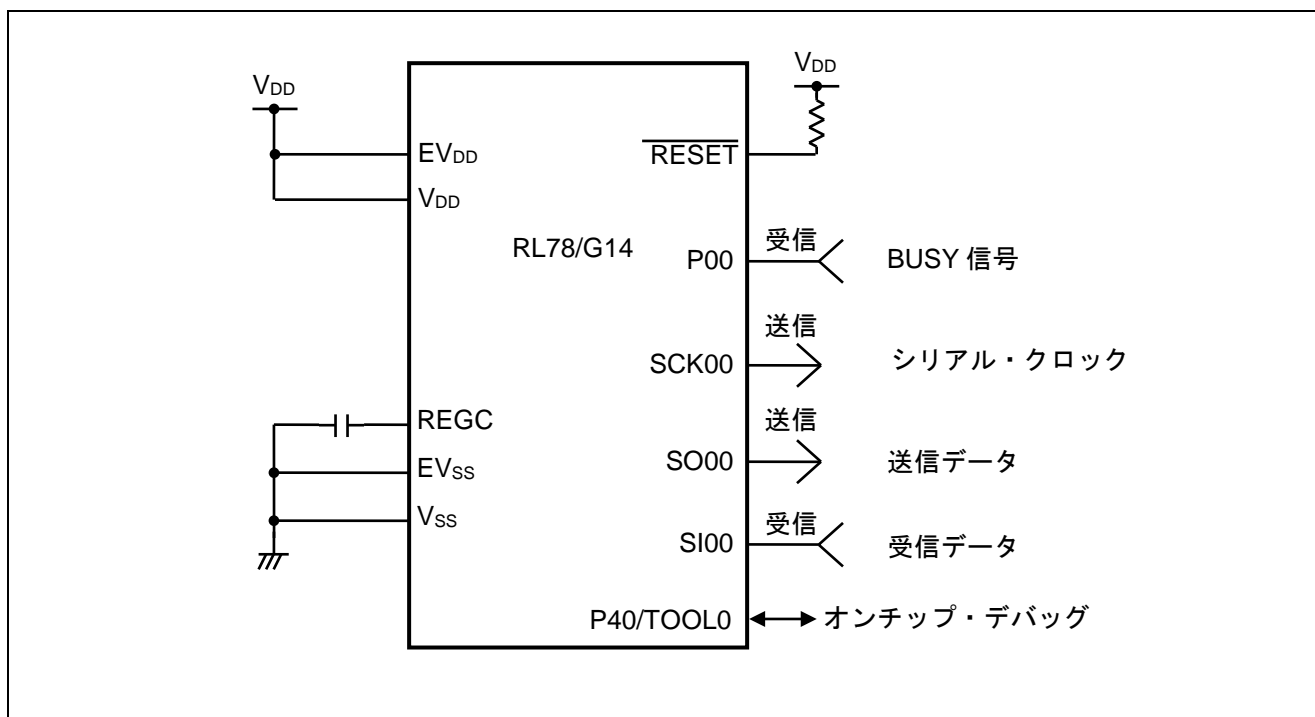 VDD
EVDD
VDD
REGC
EVSS
VSS
RL78/G14
VDD
RESET
P00
受信
BUSY 信号
SCK00
送信
シリアル・クロック
SO00
送信
送信データ
SI00
受信
受信データ
P40/TOOL0
オンチップ・デバッグ